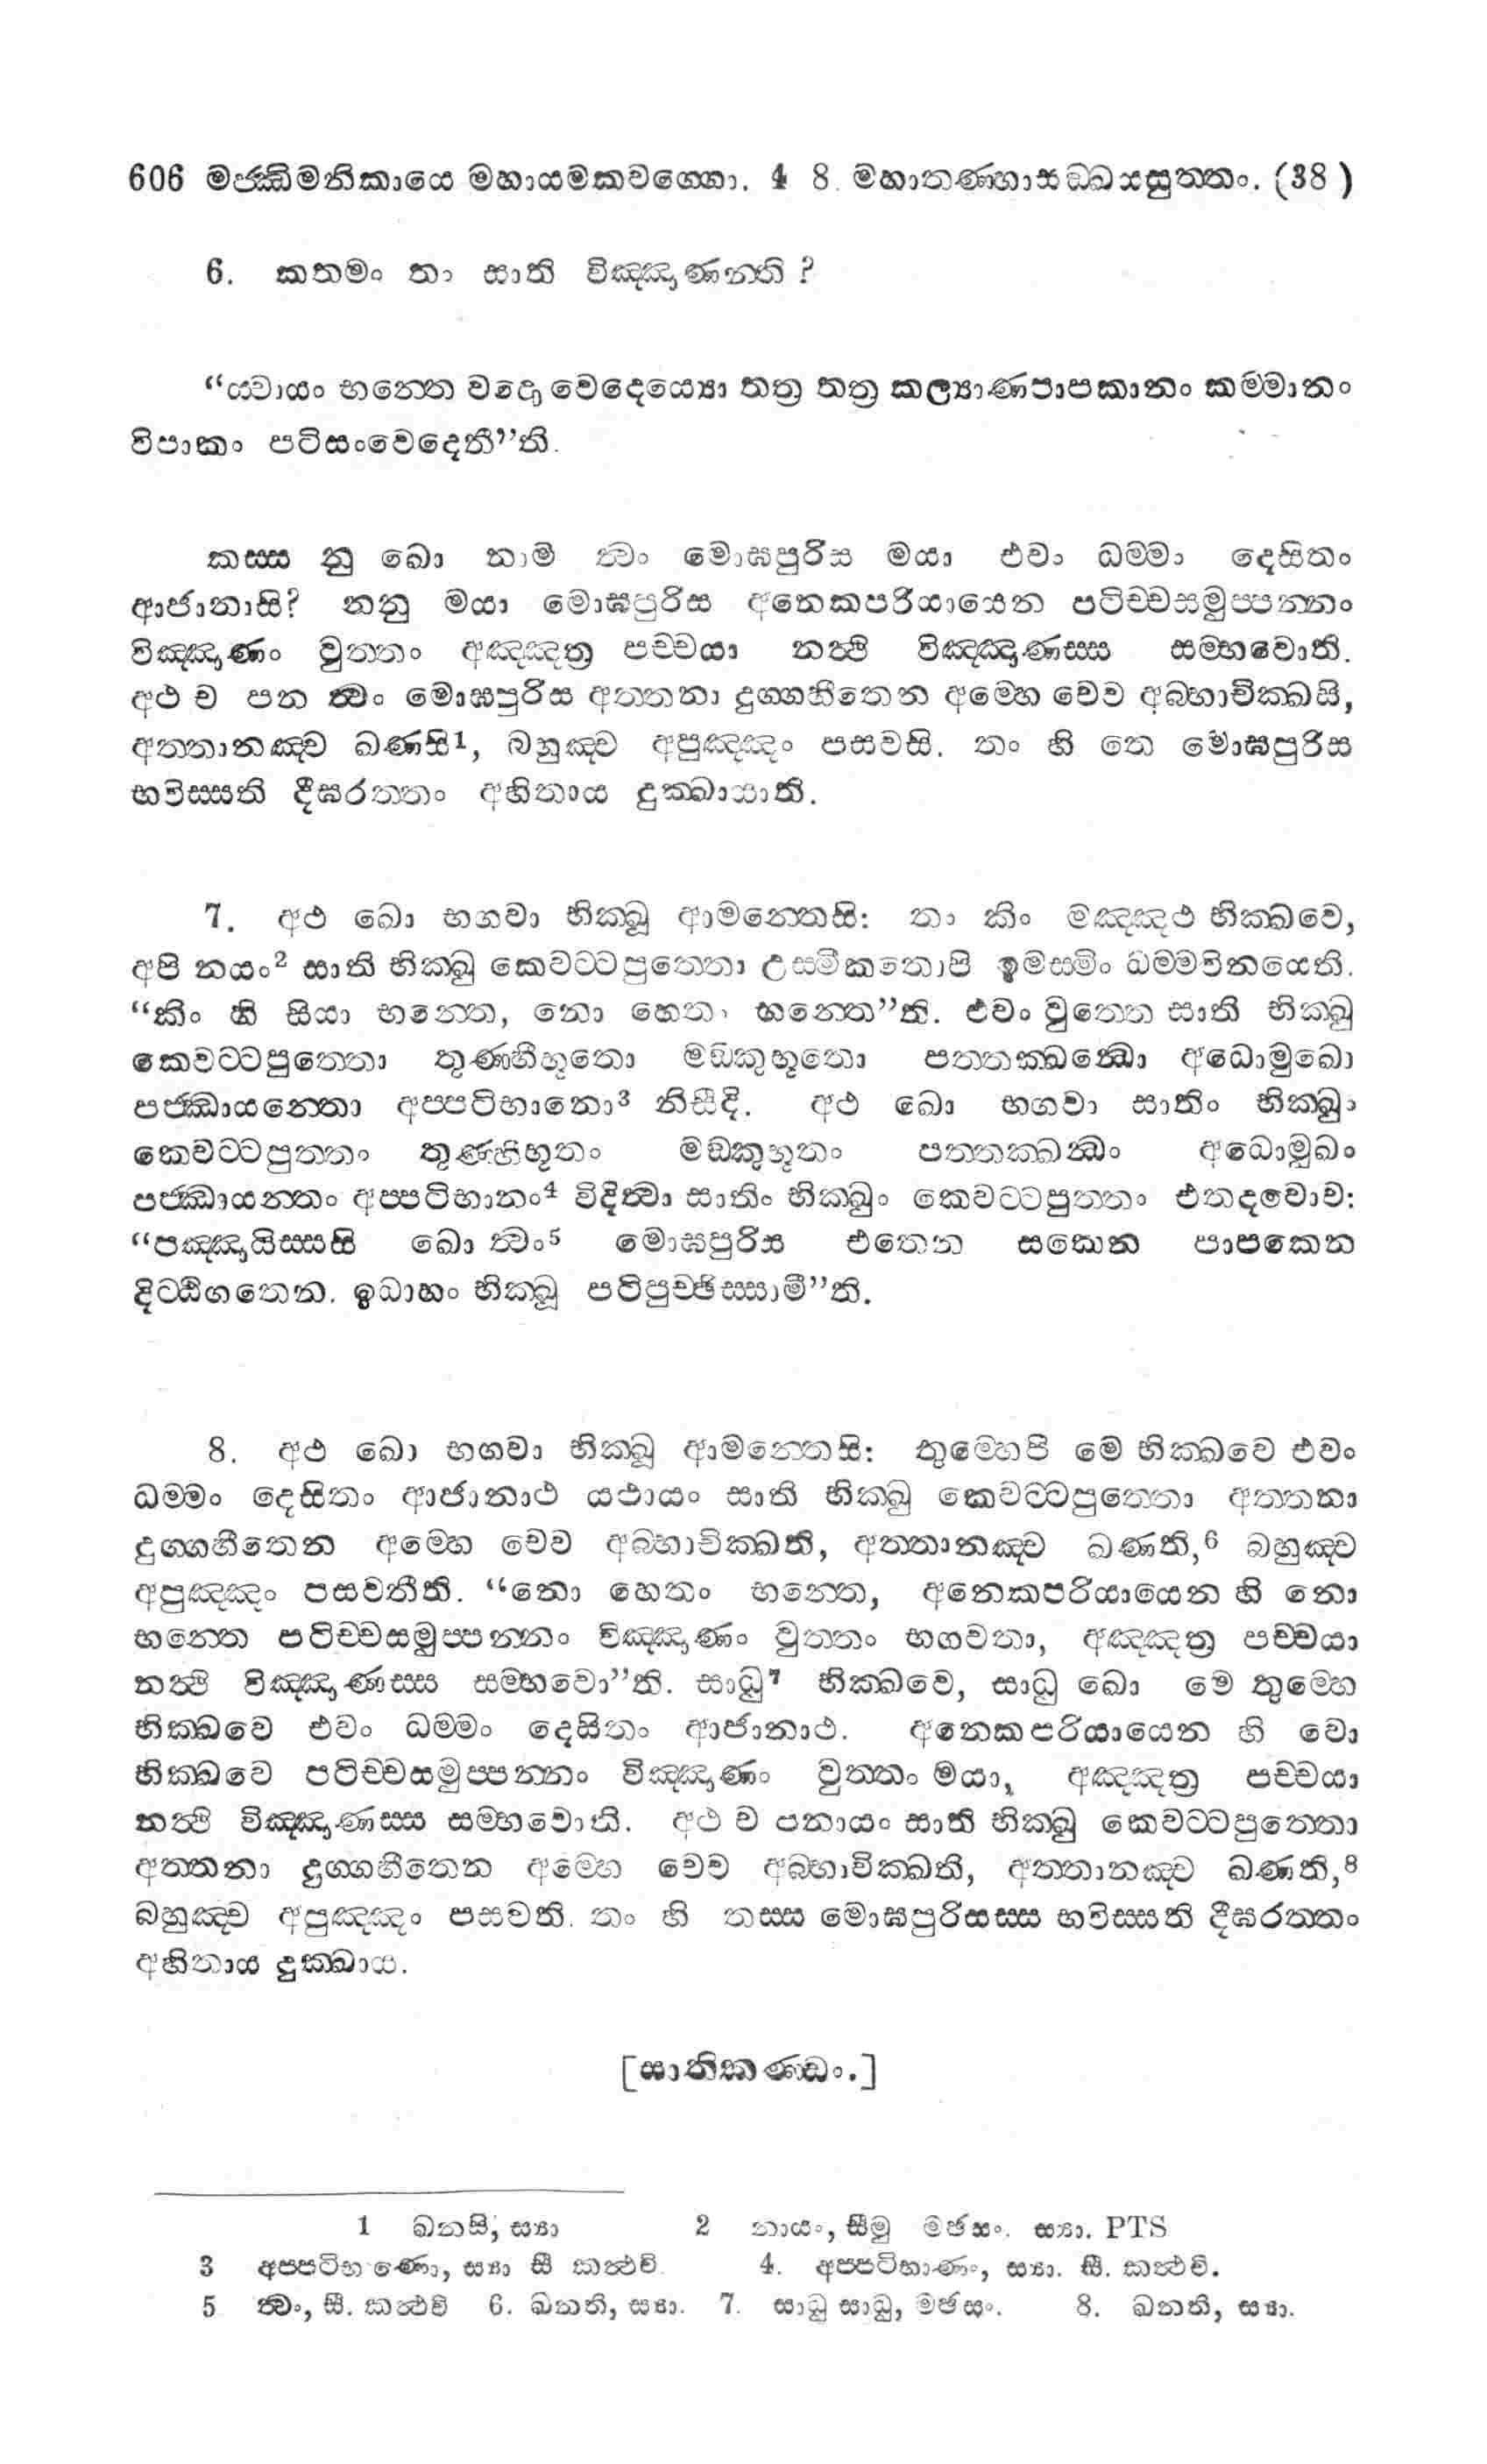 606 මජ්ඣිමනිකායෙ මහායමකවග්ගො. 4 8. මහාතණ්හාසඞ්ඛයසුත්තං. (38)
6. කතමං තං සාති විඤ්ඤාණන්ති?
“ය්වායං භන්තෙ වදො වෙදෙය්‍යො තත්‍ර තත්‍ර කල්‍යාණපාපකානං කම්මානං
විපාකං පටිසංවෙදෙතී”ති.
කස්ස නු ඛො නාම ත්වං මොඝපුරිස මයා එවං ධම්මං දෙසිතං
ආජානාසි? නනු මයා මොඝපුරිස අනෙකපරියායෙන පටිච්චසමුප්පන්නං
විඤ්ඤාණං වුත්තං අඤ්ඤත්‍ර පච්චයා නත්ථි විඤ්ඤාණස්ස සම්භවොති.
අථ ච පන ත්වං මොඝපුරිස අත්තනා දුග්ගහීතෙන අම්හෙ චෙව අබ්භාචික්ඛසි,
අත්තානඤ්ච ඛණසි1, බහුඤ්ච අපුඤ්ඤං පසවසි. තං හි තෙ මොඝපුරිස
භවිස්සති දීඝරත්තං අහිතාය දුක්ඛායාති.
7. අථ ඛො භගවා භික්ඛූ ආමන්තෙසි: තං කිං මඤ්ඤථ භික්ඛවෙ,
අපි නයං2 සාති භික්ඛු කෙවට්ටපුත්තො උස්මීකතොපි ඉමස්මිං ධම්මවිනයෙති.
“කිං හි සියා භන්තෙ, නො හෙතං භන්තෙ”ති. එවං වුත්තෙ සාති භික්ඛු
කෙවට්ටපුත්තො තුණ්හීභූතො මඞ්කුභූතො පත්තක්ඛන්ධො අධොමුඛො
පජ්ඣායන්තො අප්පටිභානො3 නිසීදි. අථ ඛො භගවා සාතිං භික්ඛුං
කෙවට්ටපුත්තං තුණ්හීභූතං මඞ්කුභූතං පත්තක්ඛන්ධං අධොමුඛං
පජ්ඣායන්තං අප්පටිභානං4 විදිත්වා සාතිං භික්ඛුං කෙවට්ටපුත්තං එතදවොච:
“පඤ්ඤායිස්සසි ඛො ත්වං5 මොඝපුරිස එතෙන සකෙන පාපකෙන
දිට්ඨිගතෙන. ඉධාහං භික්ඛූ පටිපුච්ඡිස්සාමී”ති.
8. අථ ඛො භගවා භික්ඛූ ආමන්තෙසි: තුම්හෙපි මෙ භික්ඛවෙ එවං
ධම්මං දෙසිතං ආජානාථ යථායං සාති භික්ඛු කෙවට්ටපුත්තො අත්තනා
දුග්ගහීතෙන අම්හෙ චෙව අබ්භාචික්ඛති, අත්තානඤ්ච ඛණති,6 බහුඤ්ච
අපුඤ්ඤං පසවතීති. “නො හෙතං භන්තෙ, අනෙකපරියායෙන හි නො
භන්තෙ පටිච්චසමුප්පන්නං විඤ්ඤාණං වුත්තං භගවතා, අඤ්ඤත්‍ර පච්චයා
නත්ථි විඤ්ඤාණස්ස සම්භවො”ති. සාධු7 භික්ඛවෙ, සාධු ඛො මෙ තුම්හෙ
භික්ඛවෙ එවං ධම්මං දෙසිතං ආජානාථ. අනෙකපරියායෙන හි වො
භික්ඛවෙ පටිච්චසමුප්පන්නං විඤ්ඤාණං වුත්තං මයා, අඤ්ඤත්‍ර පච්චයා
නත්ථි විඤ්ඤාණස්ස සම්භවොති. අථ ච පනායං සාති භික්ඛු කෙවට්ටපුත්තො
අත්තනා දුග්ගහීතෙන අම්හෙ චෙව අබ්භාචික්ඛති, අත්තානඤ්ච ඛණති,8
බහුඤ්ච අපුඤ්ඤං පසවති. තං හි තස්ස මොඝපුරිසස්ස භවිස්සති දීඝරත්තං
අහිතාය දුක්ඛාය.
[සාතිකණ්ඩං.]
1 ඛනසි, ස්‍යා 2 නායං, සීමු මඡසං. ස්‍යා. PTS
3 අප්පටිභාණො, ස්‍යා සී කත්‍ථචි 4. අප්පටිභාණං, ස්‍යා. සී. කත්‍ථචි.
5 ත්වං, සී. කත්‍ථචි 6. ඛනති, ස්‍යා. 7. සාධු සාධු, මඡසං. 8. ඛනති, ස්‍යා.